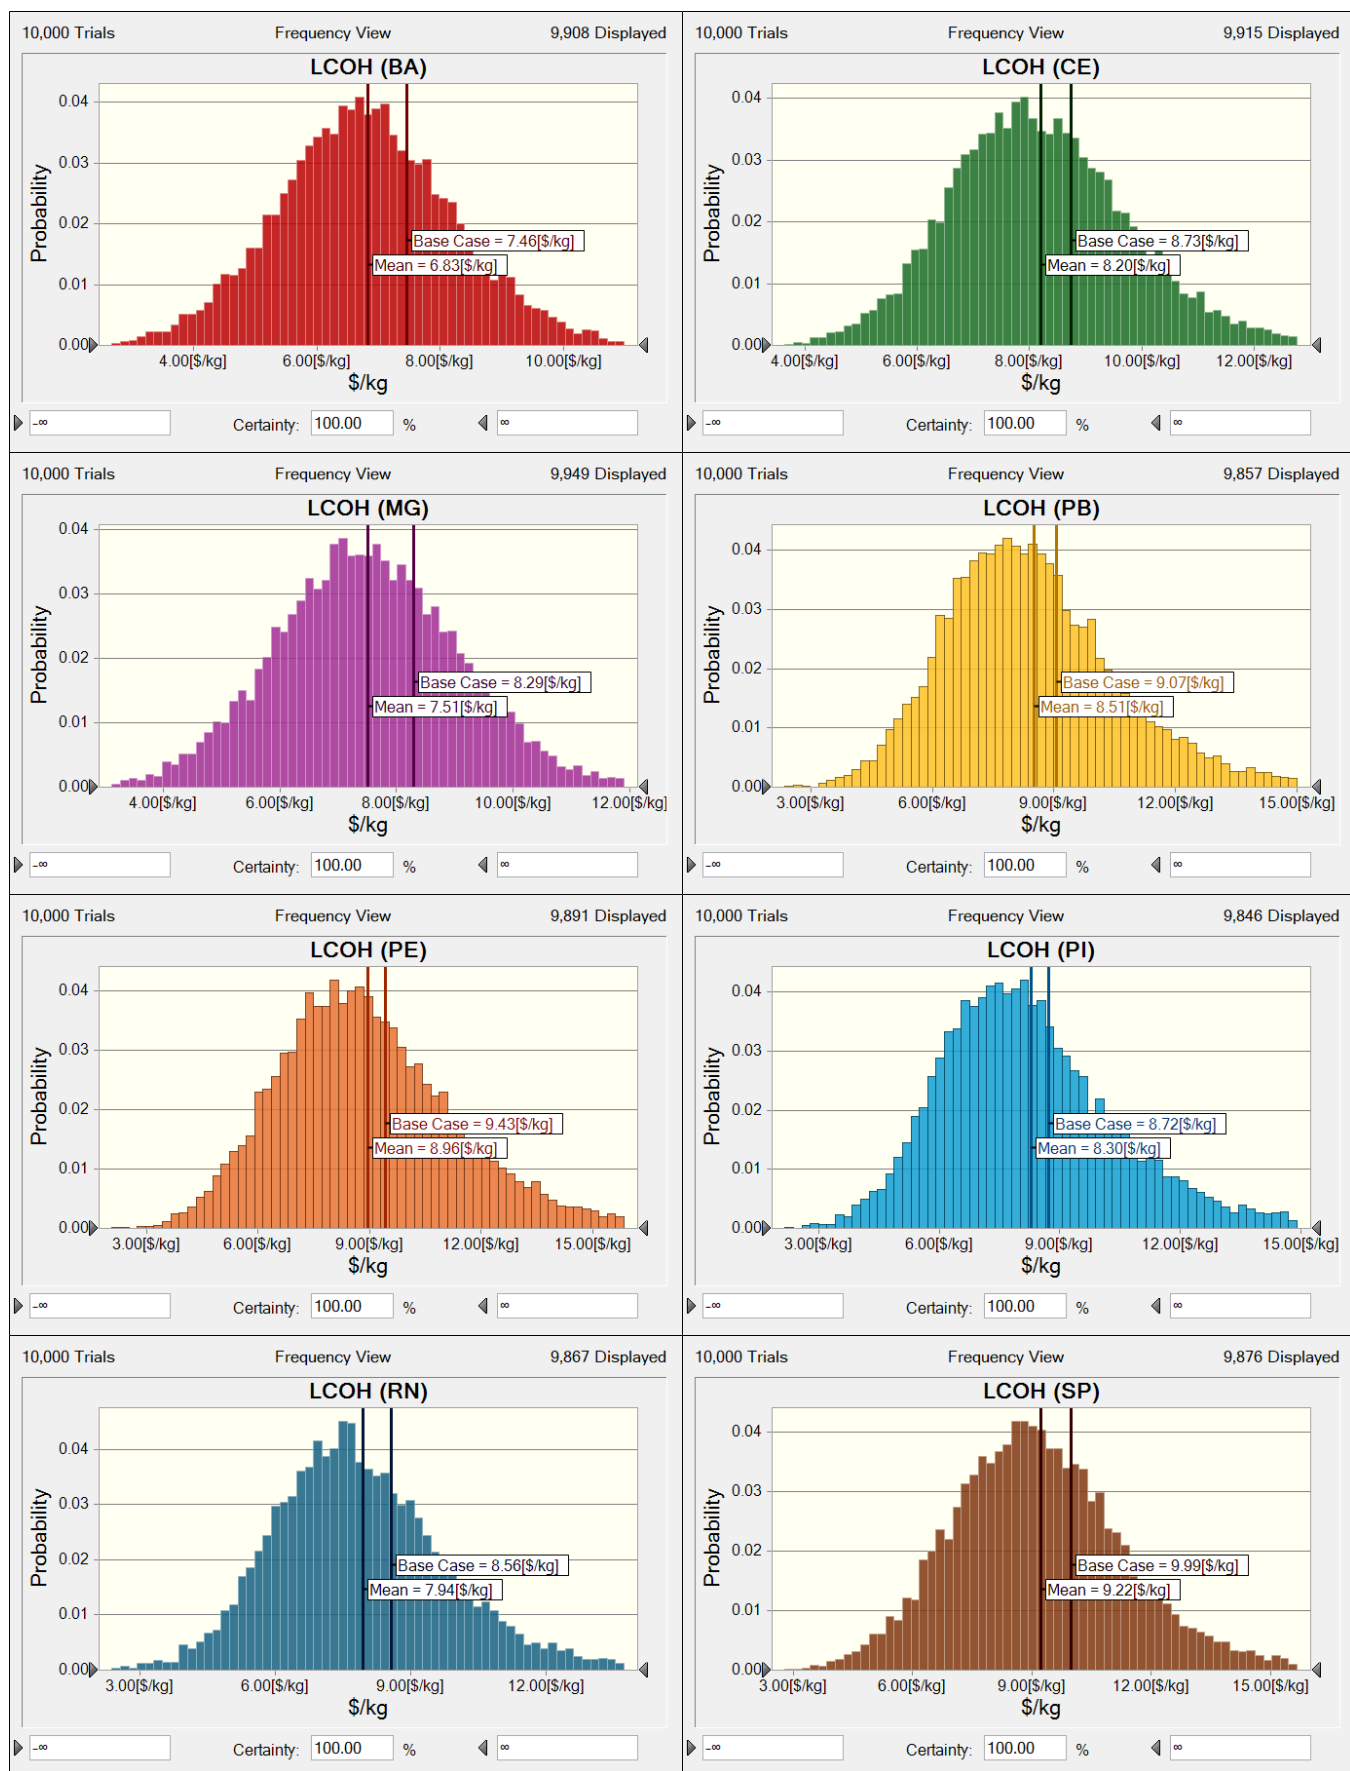 10,000 Trials Frequency View 9,908 Displayed
LCOH (BA)
0.04
0.03
0.02
0.01
0.00
Probability
Base Case = 7.46[$/kg]
Mean = 6.83[$/kg]
4.00[$/kg] 6.00[$/kg] 8.00[$/kg] 10.00[$/kg]
$/kg
-∞ Certainty: 100.00 % ∞
10,000 Trials Frequency View 9,915 Displayed
LCOH (CE)
0.04
0.03
0.02
0.01
0.00
Probability
Base Case = 8.73[$/kg]
Mean = 8.20[$/kg]
4.00[$/kg] 6.00[$/kg] 8.00[$/kg] 10.00[$/kg] 12.00[$/kg]
$/kg
-∞ Certainty: 100.00 % ∞
10,000 Trials Frequency View 9,949 Displayed
LCOH (MG)
0.04
0.03
0.02
0.01
0.00
Probability
Base Case = 8.29[$/kg]
Mean = 7.51[$/kg]
4.00[$/kg] 6.00[$/kg] 8.00[$/kg] 10.00[$/kg] 12.00[$/kg]
$/kg
-∞ Certainty: 100.00 % ∞
10,000 Trials Frequency View 9,857 Displayed
LCOH (PB)
0.04
0.03
0.02
0.01
0.00
Probability
Base Case = 9.07[$/kg]
Mean = 8.51[$/kg]
3.00[$/kg] 6.00[$/kg] 9.00[$/kg] 12.00[$/kg] 15.00[$/kg]
$/kg
-∞ Certainty: 100.00 % ∞
10,000 Trials Frequency View 9,891 Displayed
LCOH (PE)
0.04
0.03
0.02
0.01
0.00
Probability
Base Case = 9.43[$/kg]
Mean = 8.96[$/kg]
3.00[$/kg] 6.00[$/kg] 9.00[$/kg] 12.00[$/kg] 15.00[$/kg]
$/kg
-∞ Certainty: 100.00 % ∞
10,000 Trials Frequency View 9,846 Displayed
LCOH (PI)
0.04
0.03
0.02
0.01
0.00
Probability
Base Case = 8.72[$/kg]
Mean = 8.30[$/kg]
3.00[$/kg] 6.00[$/kg] 9.00[$/kg] 12.00[$/kg] 15.00[$/kg]
$/kg
-∞ Certainty: 100.00 % ∞
10,000 Trials Frequency View 9,867 Displayed
LCOH (RN)
0.04
0.03
0.02
0.01
0.00
Probability
Base Case = 8.56[$/kg]
Mean = 7.94[$/kg]
3.00[$/kg] 6.00[$/kg] 9.00[$/kg] 12.00[$/kg]
$/kg
-∞ Certainty: 100.00 % ∞
10,000 Trials Frequency View 9,876 Displayed
LCOH (SP)
0.04
0.03
0.02
0.01
0.00
Probability
Base Case = 9.99[$/kg]
Mean = 9.22[$/kg]
3.00[$/kg] 6.00[$/kg] 9.00[$/kg] 12.00[$/kg] 15.00[$/kg]
$/kg
-∞ Certainty: 100.00 % ∞